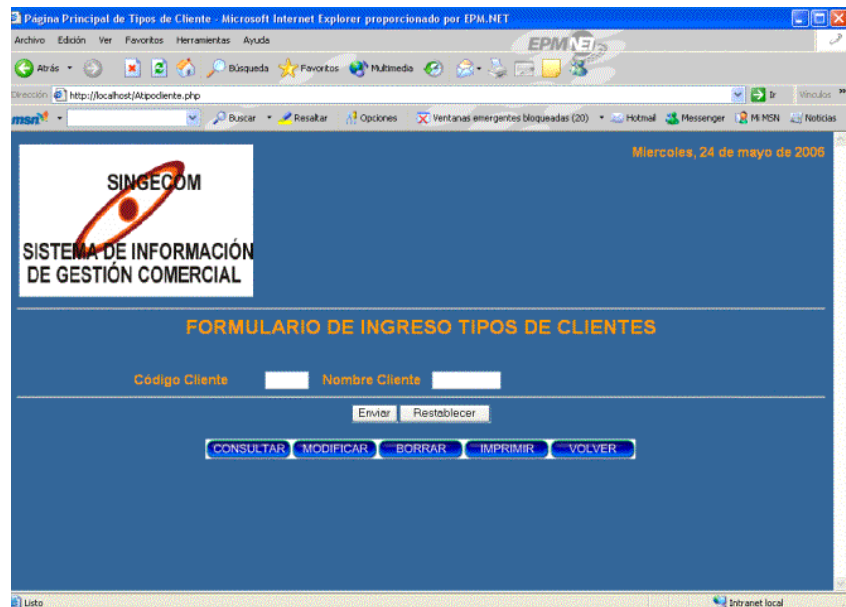 Página Principal de Tipos de Cliente - Microsoft Internet Explorer proporcionado por EPM.NET
Archivo Edición Ver Favoritos Herramientas Ayuda
EPMNET
Atrás Búsqueda Favoritos Multimedia
Dirección http://localhost/Atipocliente.php Ir Vínculos »
msn Buscar Resaltar Opciones Ventanas emergentes bloqueadas (20) Hotmail Messenger Mi MSN Noticias
Miercoles, 24 de mayo de 2006
SINGECOM
SISTEMA DE INFORMACIÓN
DE GESTIÓN COMERCIAL
FORMULARIO DE INGRESO TIPOS DE CLIENTES
Código Cliente Nombre Cliente
Enviar Restablecer
CONSULTAR MODIFICAR BORRAR IMPRIMIR VOLVER
Listo Intranet local